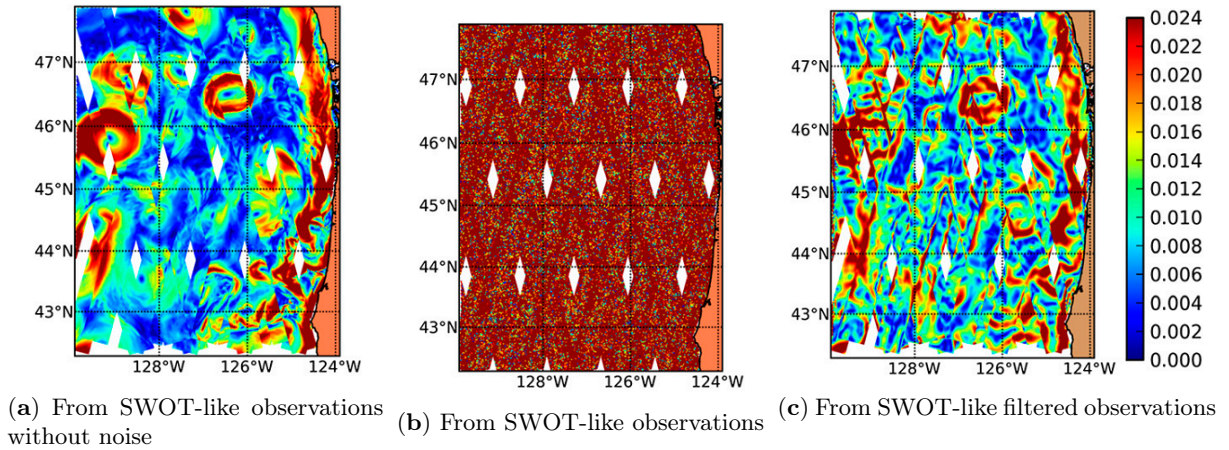 47°N
46°N
45°N
44°N
43°N
128°W 126°W 124°W
47°N
46°N
45°N
44°N
43°N
128°W 126°W 124°W
47°N
46°N
45°N
44°N
43°N
128°W 126°W 124°W
0.024
0.022
0.020
0.018
0.016
0.014
0.012
0.010
0.008
0.006
0.004
0.002
0.000
(a) From SWOT-like observations
without noise
(b) From SWOT-like observations
(c) From SWOT-like filtered observations